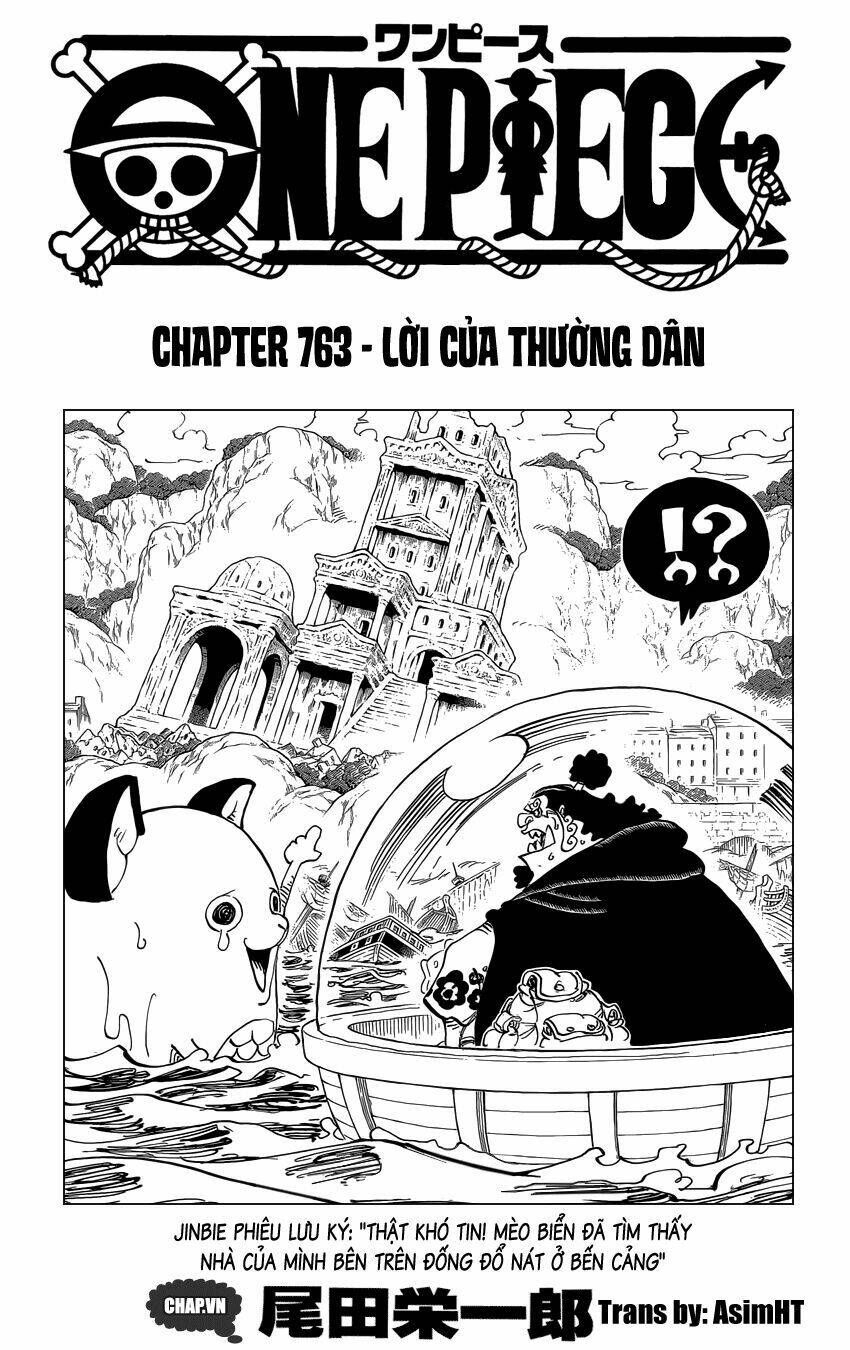 ワンピース
ONE PIECE
CHAPTER 763 - LỜI CỦA THƯỜNG DÂN
!?
JINBIE PHIÊU LƯU KÝ: "THẬT KHÓ TIN! MÈO BIỂN ĐÃ TÌM THẤY
NHÀ CỦA MÌNH BÊN TRÊN ĐỐNG ĐỔ NÁT Ở BẾN CẢNG"
CHAP.VN
尾田栄一郎
Trans by: AsimHT